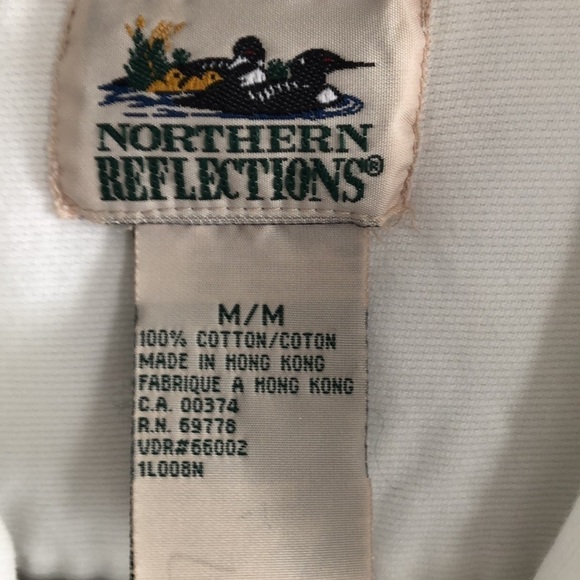 NORTHERN
REFLECTIONS®
M/M
100% COTTON/COTON
MADE IN HONG KONG
FABRIQUE A HONG KONG
C.A. 00374
R.N. 69778
VDR#66002
1L008N